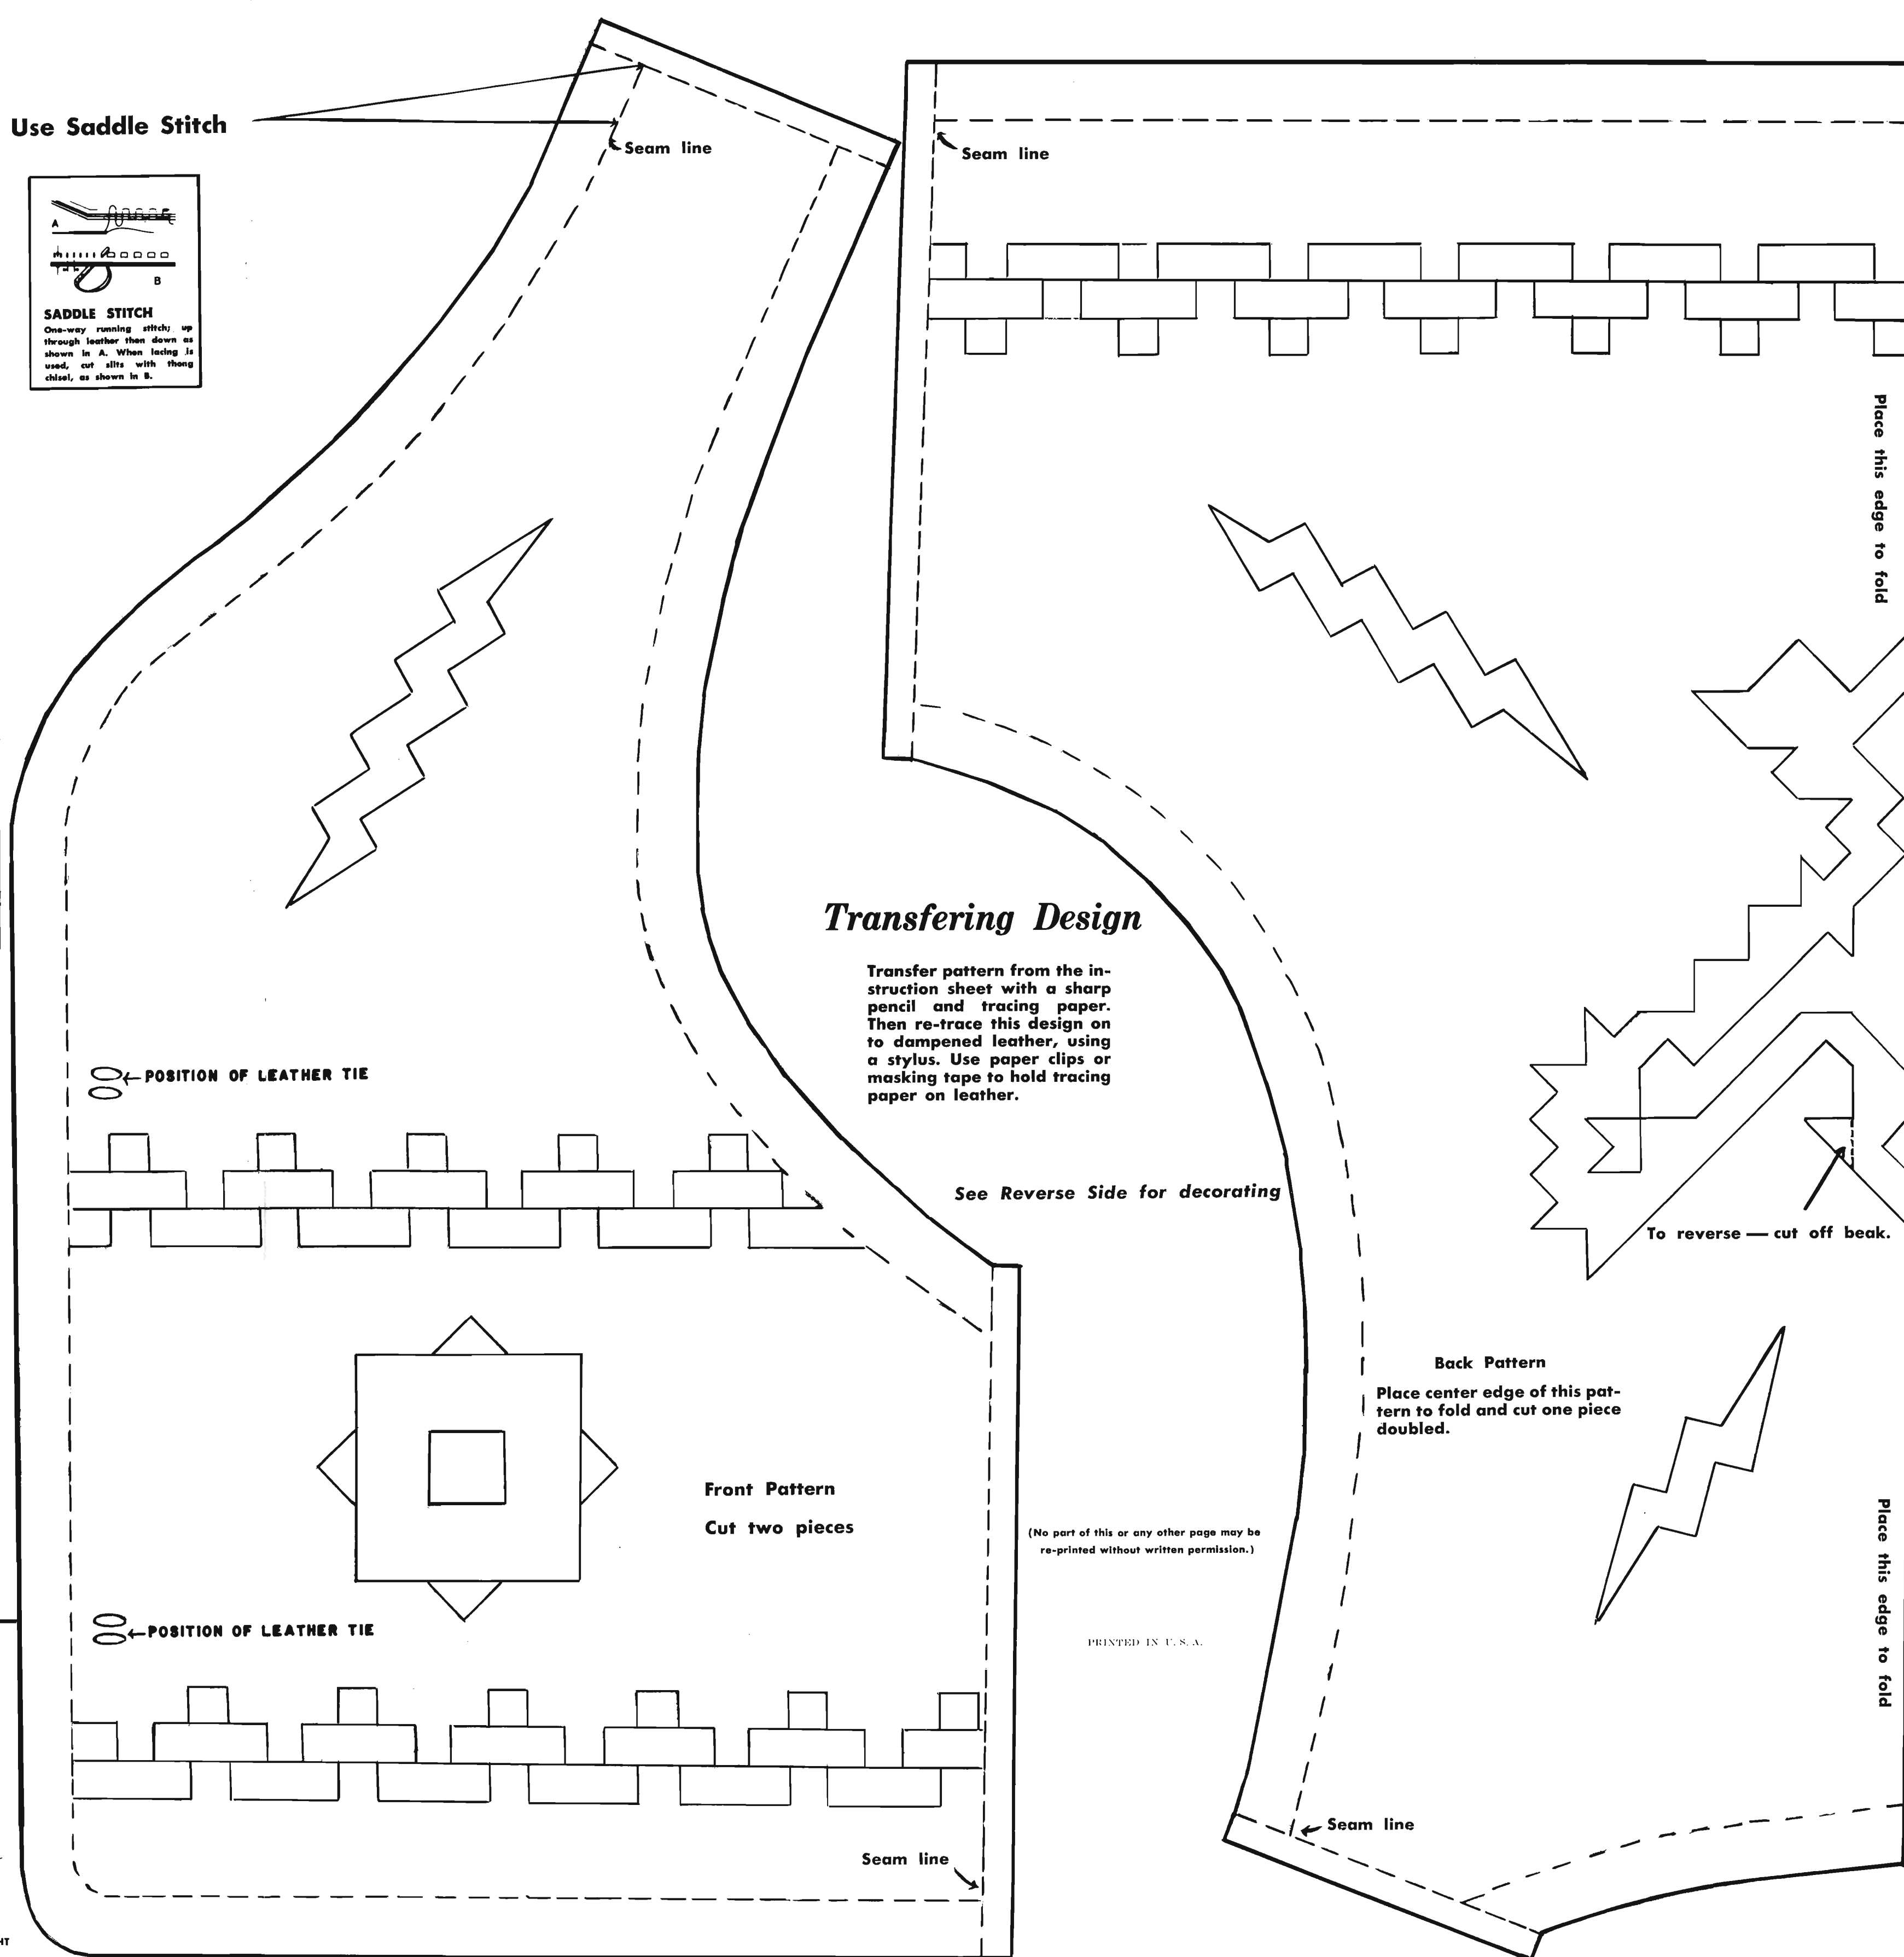 Use Saddle Stitch
Seam line
A
B
SADDLE STITCH
One-way running stitch; up
through leather then down as
shown in A. When lacing is
used, cut slits with thong
chisel, as shown in B.
Seam line
Place this edge to fold
Transfering Design
Transfer pattern from the in-
struction sheet with a sharp
pencil and tracing paper.
Then re-trace this design on
to dampened leather, using
a stylus. Use paper clips or
masking tape to hold tracing
paper on leather.
POSITION OF LEATHER TIE
See Reverse Side for decorating
To reverse — cut off beak.
Back Pattern
Place center edge of this pat-
tern to fold and cut one piece
doubled.
Front Pattern
Cut two pieces
(No part of this or any other page may be
re-printed without written permission.)
Place this edge to fold
POSITION OF LEATHER TIE
PRINTED IN U. S. A.
Seam line
Seam line
HT